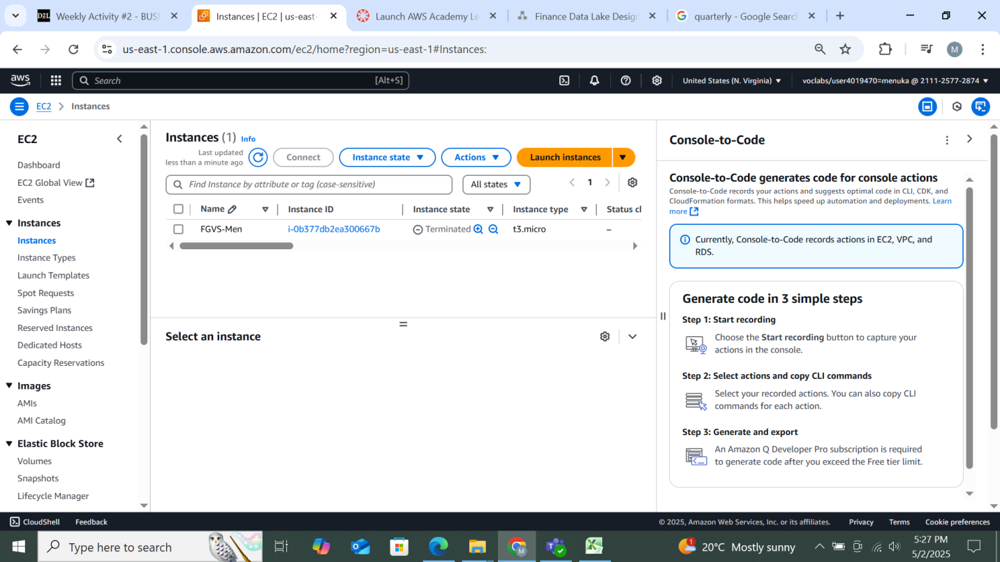 D2L
Weekly Activity #2 - BUSI
Instances | EC2 | us-east-
Launch AWS Academy Le
Finance Data Lake Design
quarterly - Google Search
us-east-1.console.aws.amazon.com/ec2/home?region=us-east-1#Instances:
M
aws
Search
[Alt+S]
United States (N. Virginia)
voclabs/user4019470=menuka @ 2111-2577-2874
EC2
Instances
EC2
Dashboard
EC2 Global View
Events
Instances
Instances
Instance Types
Launch Templates
Spot Requests
Savings Plans
Reserved Instances
Dedicated Hosts
Capacity Reservations
Images
AMIs
AMI Catalog
Elastic Block Store
Volumes
Snapshots
Lifecycle Manager
Instances (1) Info
Last updated
less than a minute ago
Connect
Instance state
Actions
Launch instances
Find Instance by attribute or tag (case-sensitive)
All states
1
Name
Instance ID
Instance state
Instance type
Status cl
FGVS-Men
i-0b377db2ea300667b
Terminated
t3.micro
–
Select an instance
Console-to-Code
Console-to-Code generates code for console actions
Console-to-Code records your actions and suggests optimal code in CLI, CDK, and
CloudFormation formats. This helps speed up automation and deployments. Learn
more
Currently, Console-to-Code records actions in EC2, VPC, and
RDS.
Generate code in 3 simple steps
Step 1: Start recording
Choose the Start recording button to capture your
actions in the console.
Step 2: Select actions and copy CLI commands
Select your recorded actions. You can also copy CLI
commands for each action.
Step 3: Generate and export
An Amazon Q Developer Pro subscription is required
to generate code after you exceed the Free tier limit.
CloudShell
Feedback
© 2025, Amazon Web Services, Inc. or its affiliates.
Privacy
Terms
Cookie preferences
Type here to search
1
20°C Mostly sunny
5:27 PM
5/2/2025